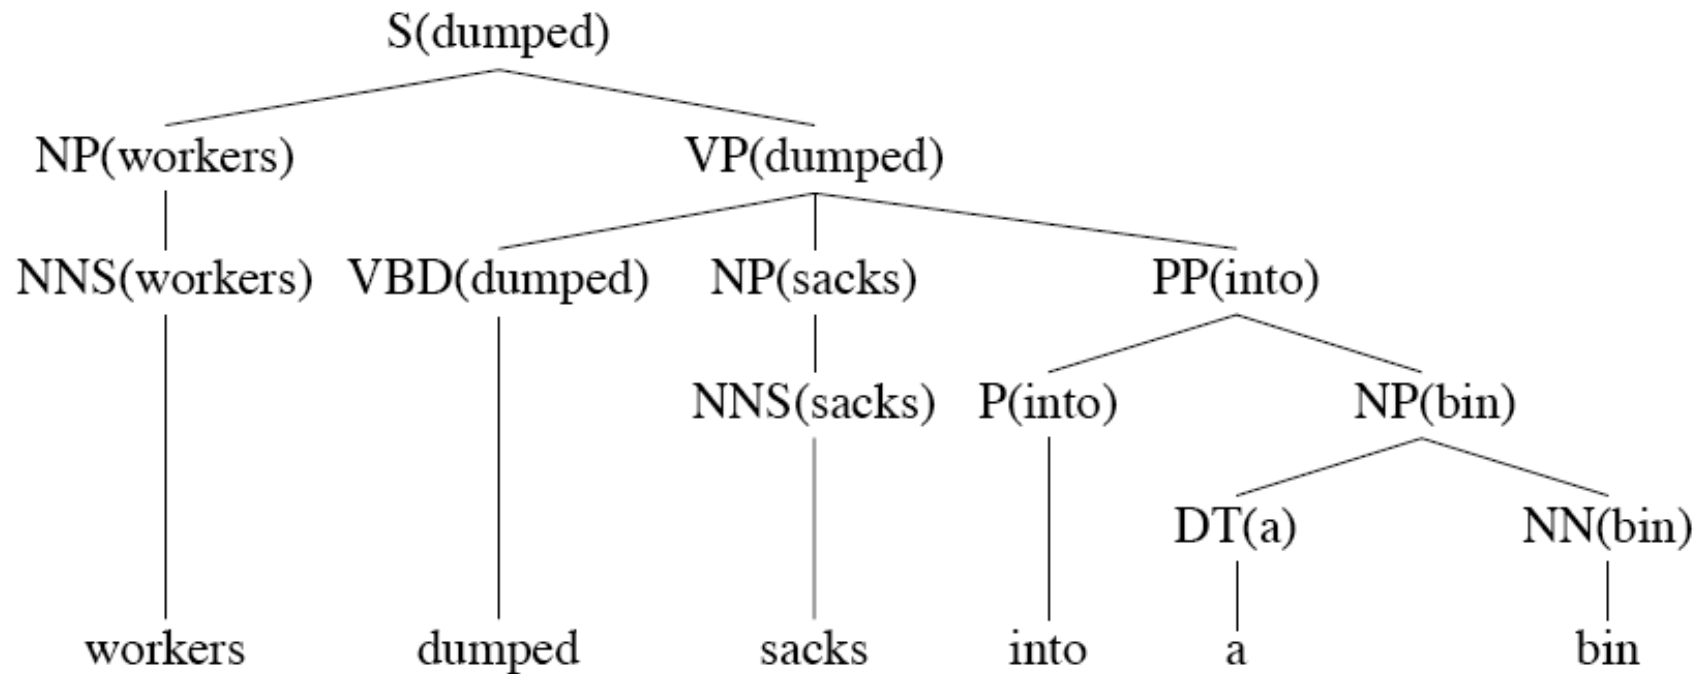 S(dumped)
NP(workers) VP(dumped)
NNS(workers) VBD(dumped) NP(sacks) PP(into)
NNS(sacks) P(into) NP(bin)
DT(a) NN(bin)
workers dumped sacks into a bin